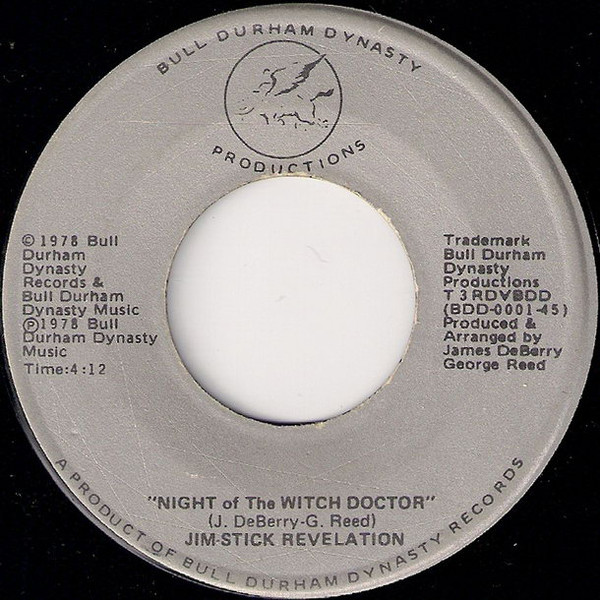 BULL DURHAM DYNASTY
PRODUCTIONS
©1978 Bull
Durham
Dynasty
Records &
Bull Durham
Dynasty Music
℗1978 Bull
Durham Dynasty
Music
Time:4:12
Trademark
Bull Durham
Dynasty
Productions
T 3 RDVBDD
(BDD-0001-45)
Produced &
Arranged by
James DeBerry
George Reed
"NIGHT of The WITCH DOCTOR"
(J. DeBerry-G. Reed)
JIM-STICK REVELATION
A PRODUCT OF BULL DURHAM DYNASTY RECORDS